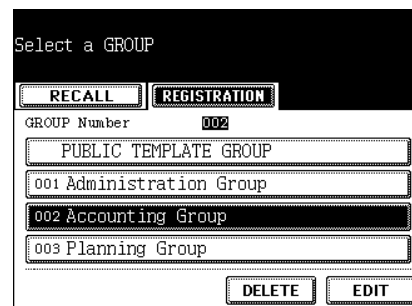 Select a GROUP
RECALL REGISTRATION
GROUP Number 002
PUBLIC TEMPLATE GROUP
001 Administration Group
002 Accounting Group
003 Planning Group
DELETE EDIT